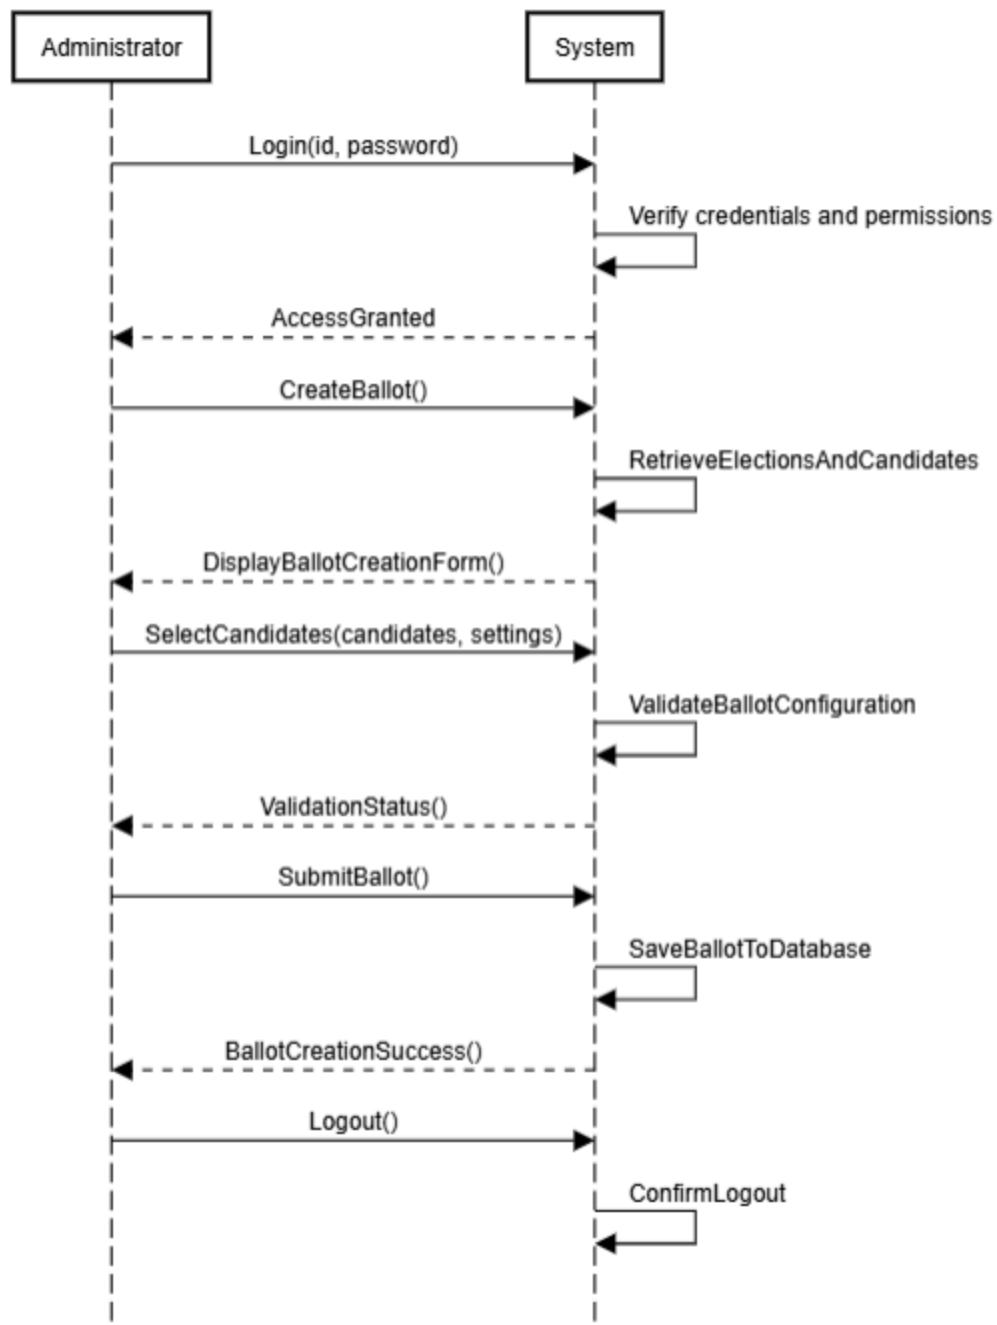 Administrator
System
Login(id, password)
Verify credentials and permissions
AccessGranted
CreateBallot()
RetrieveElectionsAndCandidates
DisplayBallotCreationForm()
SelectCandidates(candidates, settings)
ValidateBallotConfiguration
ValidationStatus()
SubmitBallot()
SaveBallotToDatabase
BallotCreationSuccess()
Logout()
ConfirmLogout